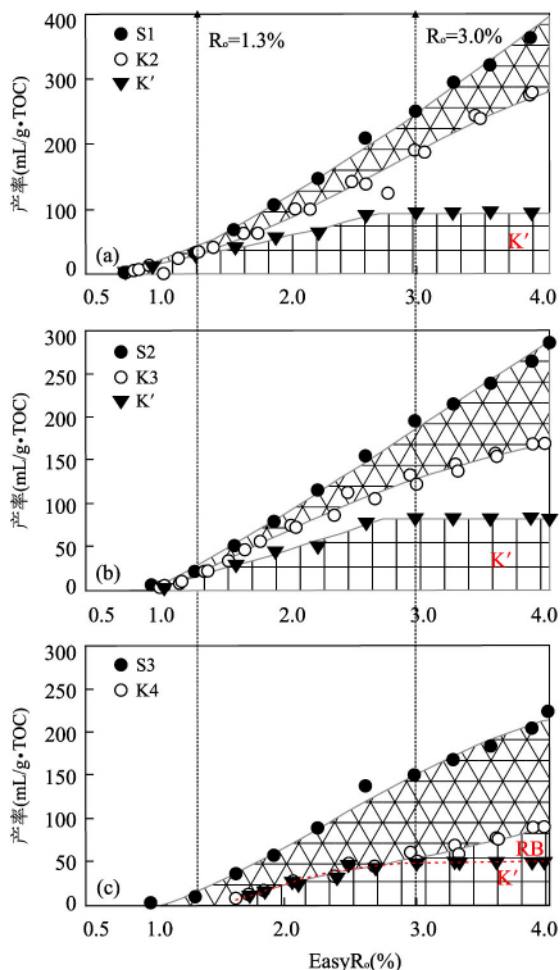 400
300
200
100
0
产率(mL/g•TOC)
● S1
○ K2
▼ K′
Rₒ=1.3%
Rₒ=3.0%
(a)
K′
0.5
1.0
2.0
3.0
4.0
300
250
200
150
100
50
0
产率(mL/g•TOC)
● S2
○ K3
▼ K′
(b)
K′
0.5
1.0
2.0
3.0
4.0
250
200
150
100
50
0
产率(mL/g•TOC)
● S3
○ K4
(c)
RB
K′
0.5
1.0
2.0
3.0
4.0
EasyRₒ(%)